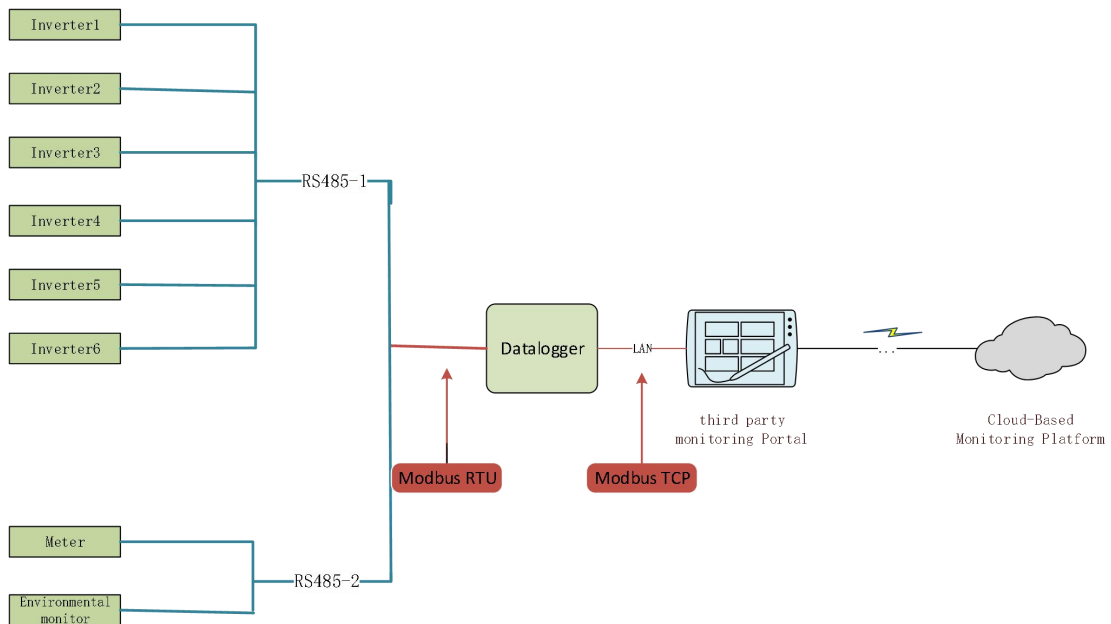 Inverter1
Inverter2
Inverter3
Inverter4
Inverter5
Inverter6
RS485-1
Datalogger
LAN
third party
monitoring Portal
...
Cloud-Based
Monitoring Platform
Modbus RTU
Modbus TCP
Meter
RS485-2
Environmental
monitor